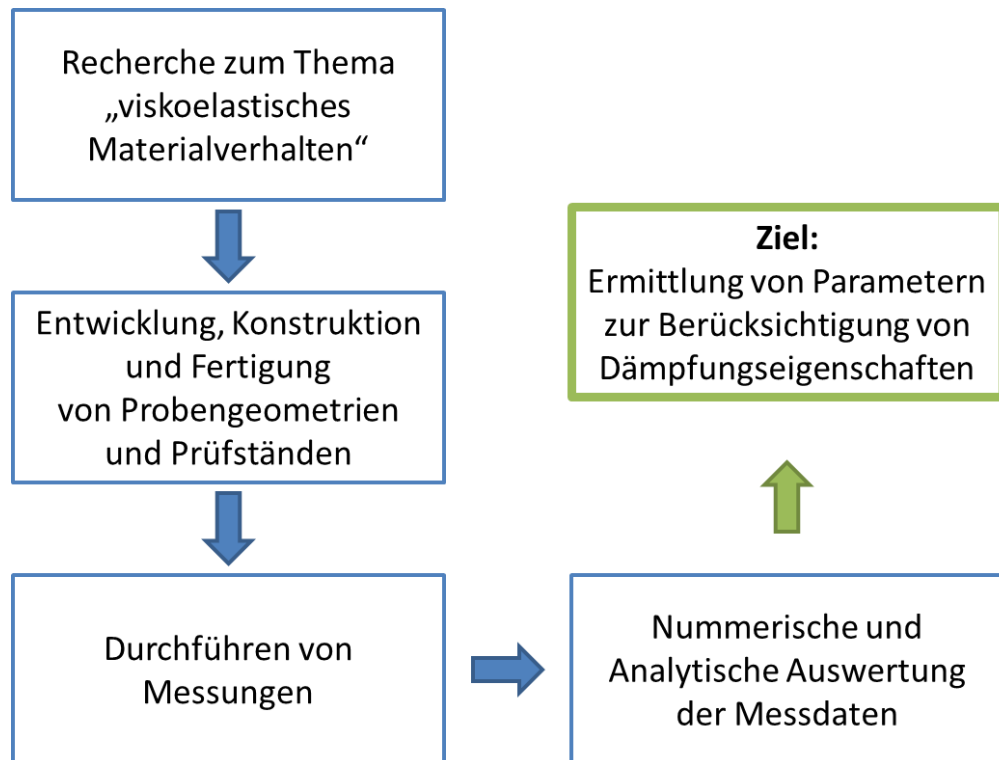 Recherche zum Thema
„viskoelastisches
Materialverhalten“
Entwicklung, Konstruktion
und Fertigung
von Probengeometrien
und Prüfständen
Durchführen von
Messungen
Nummerische und
Analytische Auswertung
der Messdaten
Ziel:
Ermittlung von Parametern
zur Berücksichtigung von
Dämpfungseigenschaften